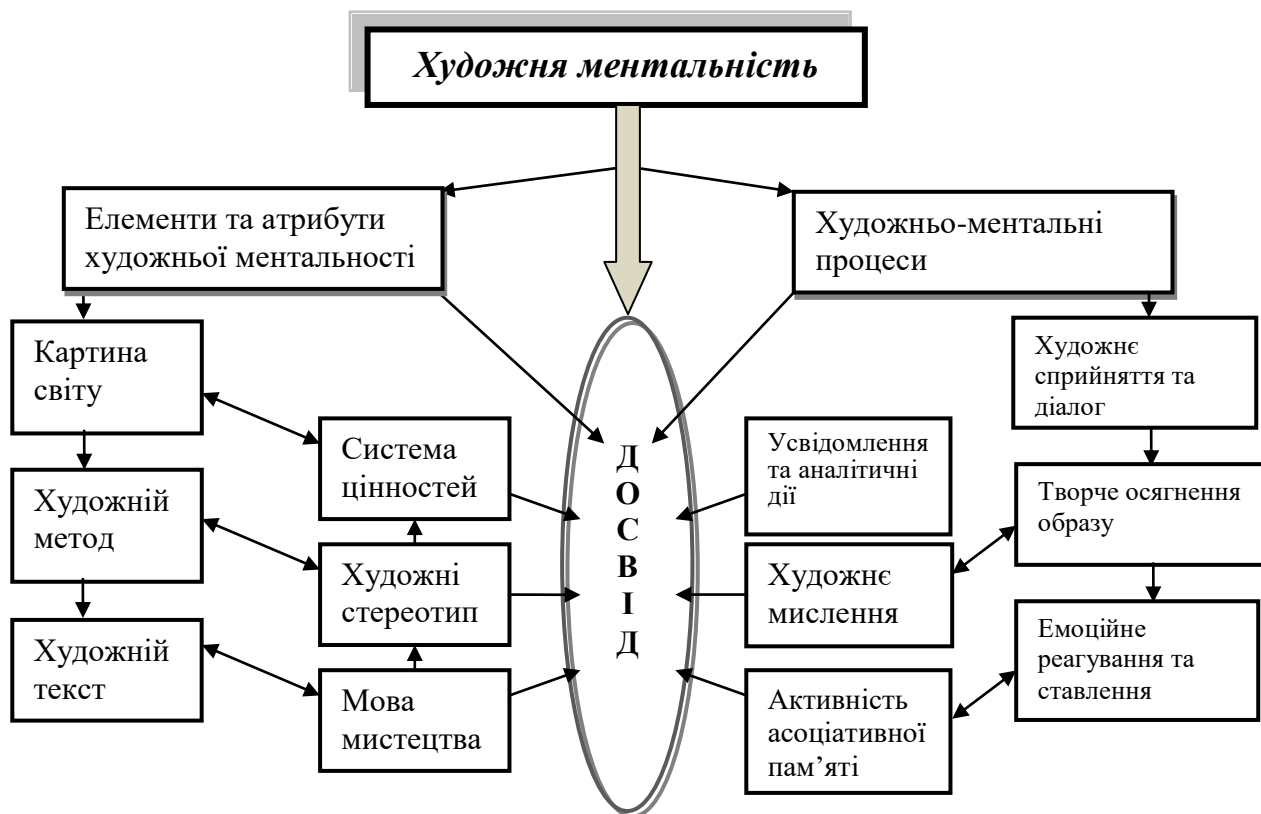 Художня ментальність
Елементи та атрибути
художньої ментальності
Художньо-ментальні
процеси
Картина
світу
Художній
метод
Художній
текст
Система
цінностей
Художні
стереотип
Мова
мистецтва
Д
О
С
В
І
Д
Усвідомлення
та аналітичні
дії
Художнє
мислення
Активність
асоціативної
пам’яті
Художнє
сприйняття та
діалог
Творче осягнення
образу
Емоційне
реагування та
ставлення